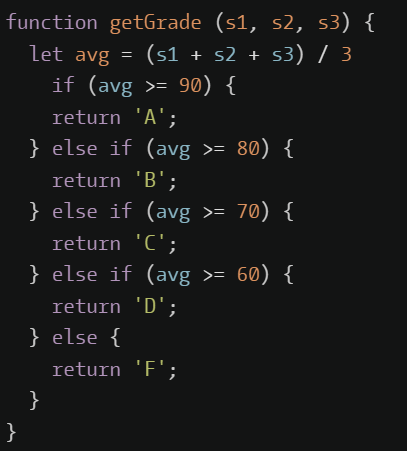 function getGrade (s1, s2, s3) {
  let avg = (s1 + s2 + s3) / 3
    if (avg >= 90) {
    return 'A';
  } else if (avg >= 80) {
    return 'B';
  } else if (avg >= 70) {
    return 'C';
  } else if (avg >= 60) {
    return 'D';
  } else {
    return 'F';
  }
}